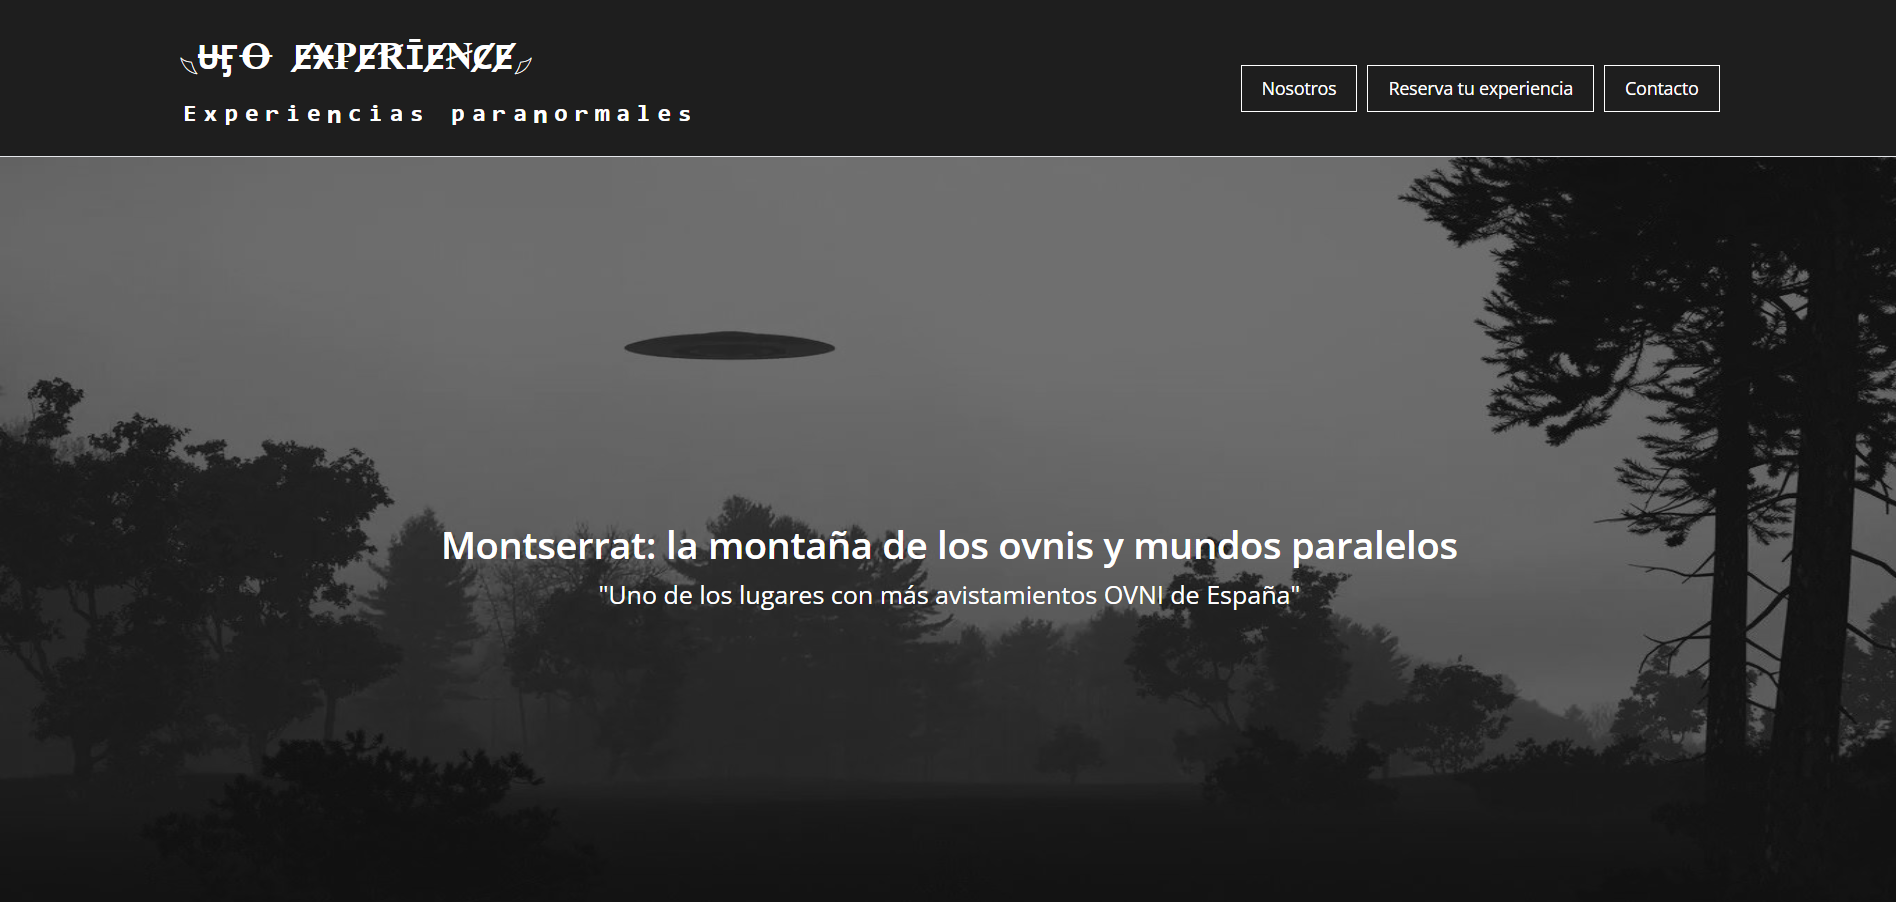 UFO EXPERIENCE
Experiencias paranormales
Nosotros
Reserva tu experiencia
Contacto
Montserrat: la montaña de los ovnis y mundos paralelos
"Uno de los lugares con más avistamientos OVNI de España"